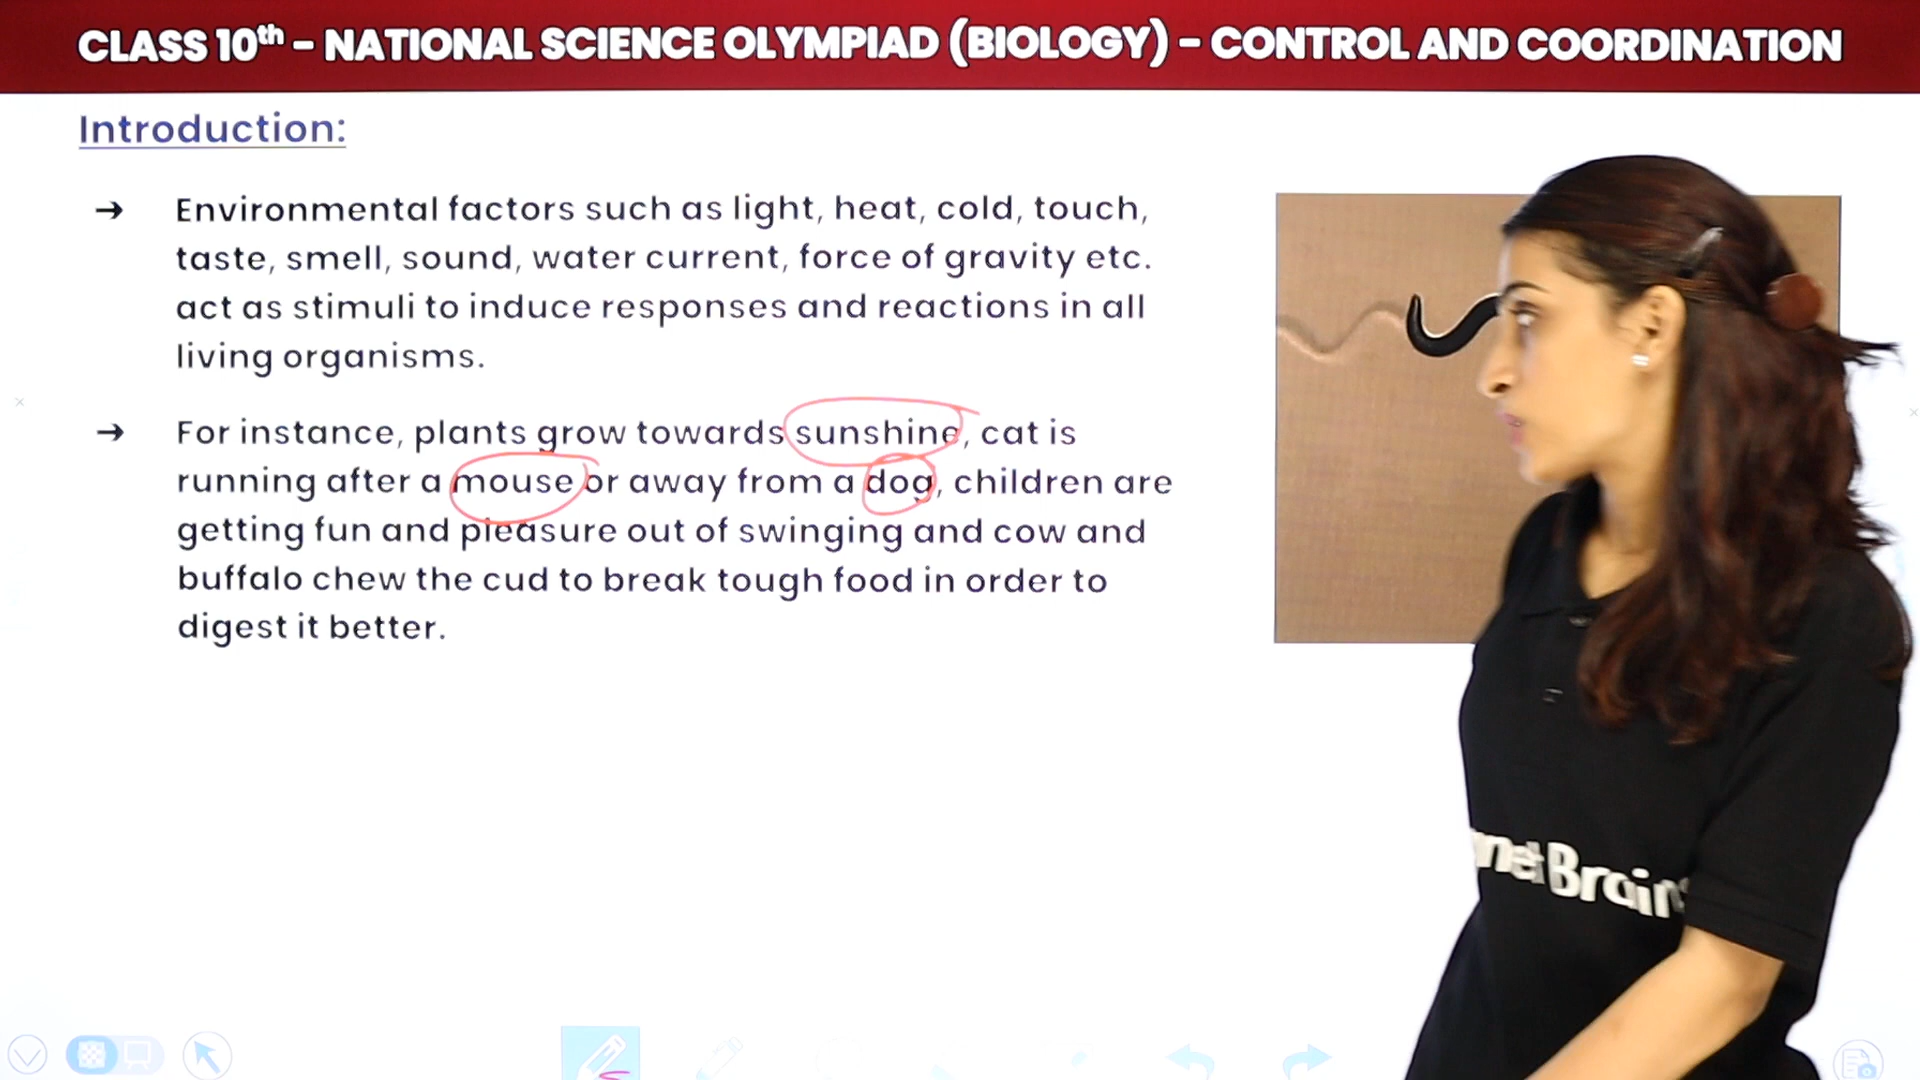 CLASS 10th - NATIONAL SCIENCE OLYMPIAD (BIOLOGY) - CONTROL AND COORDINATION
Introduction:
→ Environmental factors such as light, heat, cold, touch,
taste, smell, sound, water current, force of gravity etc.
act as stimuli to induce responses and reactions in all
living organisms.
→ For instance, plants grow towards sunshine, cat is
running after a mouse or away from a dog, children are
getting fun and pleasure out of swinging and cow and
buffalo chew the cud to break tough food in order to
digest it better.
net Brain